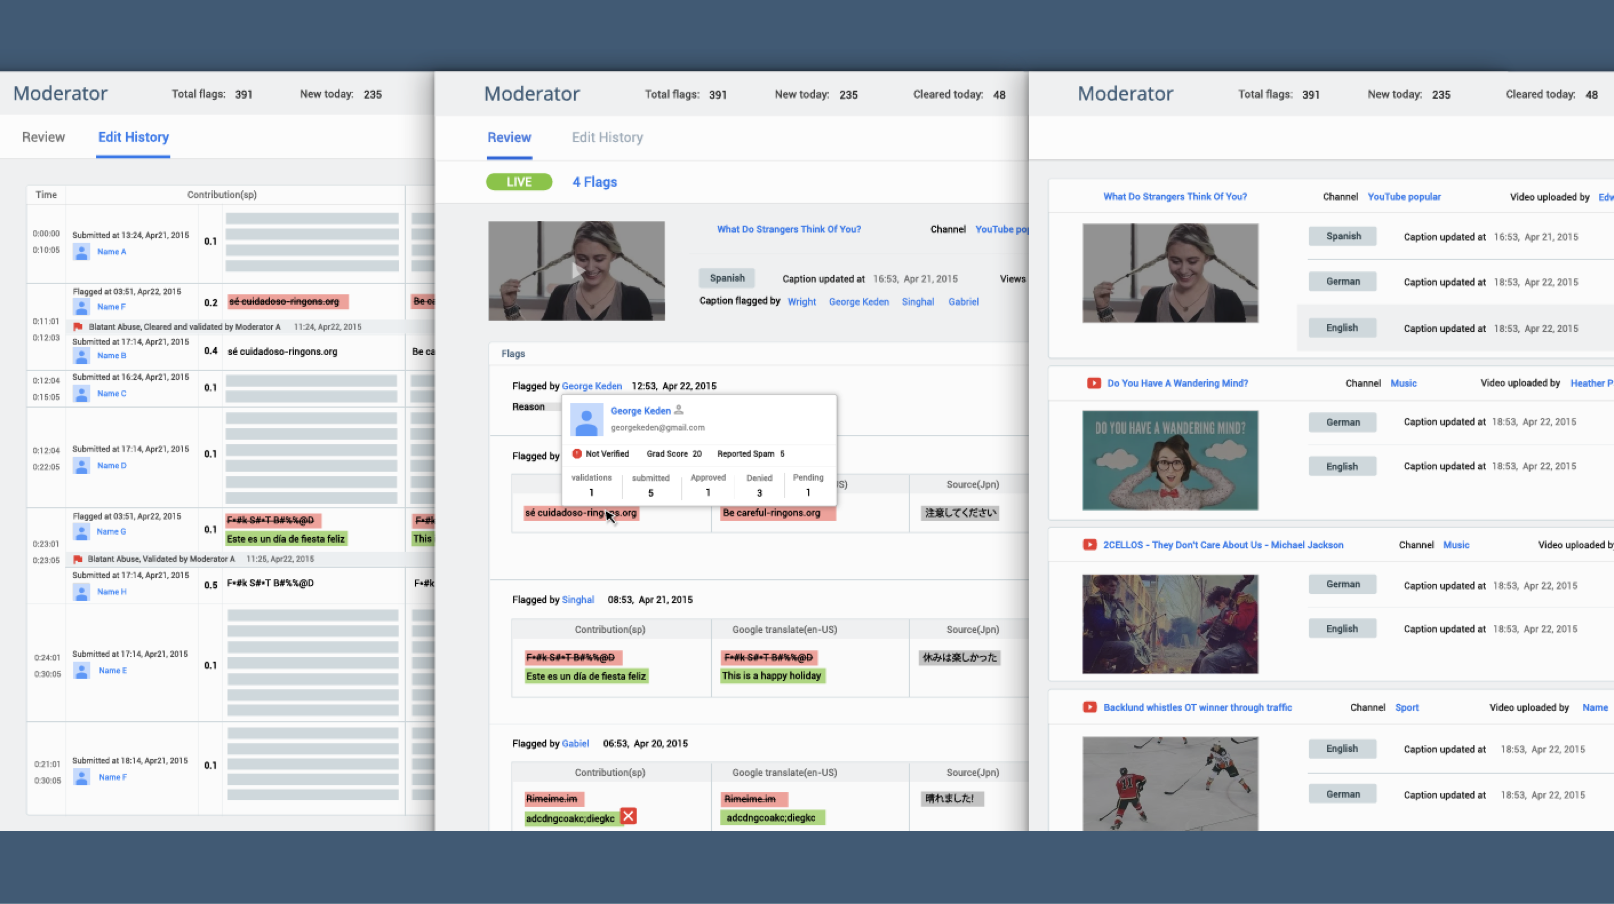 Moderator Total flags: 391 New today: 235
Review Edit History
Time Contribution(sp)
0:00:00
0:10:05
Submitted at 13:24, Apr21, 2015
Name A
0.1
Flagged at 03:51, Apr22, 2015
Name F
0.2 sé cuidadoso-ringons.org Be ca
0:11:01
0:12:03
Blatant Abuse, Cleared and validated by Moderator A 11:24, Apr22, 2015
Submitted at 17:14, Apr21, 2015
Name B
0.4 sé cuidadoso-ringons.org Be ca
0:12:04
0:15:05
Submitted at 16:24, Apr21, 2015
Name C
0.1
0:12:04
0:22:05
Submitted at 17:14, Apr21, 2015
Name D
0.1
Flagged at 03:51, Apr22, 2015
Name G
0.1 F*#k S#*T B#%%@D F*#k
Este es un día de fiesta feliz This
0:23:01
0:23:05
Blatant Abuse, Validated by Moderator A 11:25, Apr22, 2015
Submitted at 17:14, Apr21, 2015
Name H
0.5 F*#k S#*T B#%%@D F*#k
0:24:01
0:30:05
Submitted at 17:14, Apr21, 2015
Name E
0.1
0:21:01
0:30:05
Submitted at 18:14, Apr21, 2015
Name F
0.1
Moderator Total flags: 391 New today: 235 Cleared today: 48
Review Edit History
LIVE 4 Flags
What Do Strangers Think Of You? Channel YouTube pop
Spanish Caption updated at 16:53, Apr 21, 2015 Views
Caption flagged by Wright George Keden Singhal Gabriel
Flags
Flagged by George Keden 12:53, Apr 22, 2015
Reason
George Keden
georgekeden@gmail.com
Not Verified Grad Score 20 Reported Spam 5
validations submitted Approved Denied Pending
1 5 1 3 1
Flagged by
S) Source(Jpn)
sé cuidadoso-ringons.org Be careful-ringons.org 注意してください
Flagged by Singhal 08:53, Apr 21, 2015
Contribution(sp) Google translate(en-US) Source(Jpn)
F*#k S#*T B#%%@D F*#k S#*T B#%%@D 休みは楽しかった
Este es un día de fiesta feliz This is a happy holiday
Flagged by Gabiel 06:53, Apr 20, 2015
Contribution(sp) Google translate(en-US) Source(Jpn)
Rimeime.im Rimeime.im 晴れました!
adcdngcoakc;diegkc adcdngcoakc;diegkc
Moderator Total flags: 391 New today: 235 Cleared today: 48
What Do Strangers Think Of You? Channel YouTube popular Video uploaded by Edw
Spanish Caption updated at 16:53, Apr 21, 2015
German Caption updated at 18:53, Apr 22, 2015
English Caption updated at 18:53, Apr 22, 2015
Do You Have A Wandering Mind? Channel Music Video uploaded by Heather P
DO YOU HAVE A WANDERING MIND?
German Caption updated at 18:53, Apr 22, 2015
English Caption updated at 18:53, Apr 22, 2015
2CELLOS - They Don't Care About Us - Michael Jackson Channel Music Video uploaded by
German Caption updated at 18:53, Apr 22, 2015
English Caption updated at 18:53, Apr 22, 2015
Backlund whistles OT winner through traffic Channel Sport Video uploaded by Name
English Caption updated at 18:53, Apr 22, 2015
German Caption updated at 18:53, Apr 22, 2015